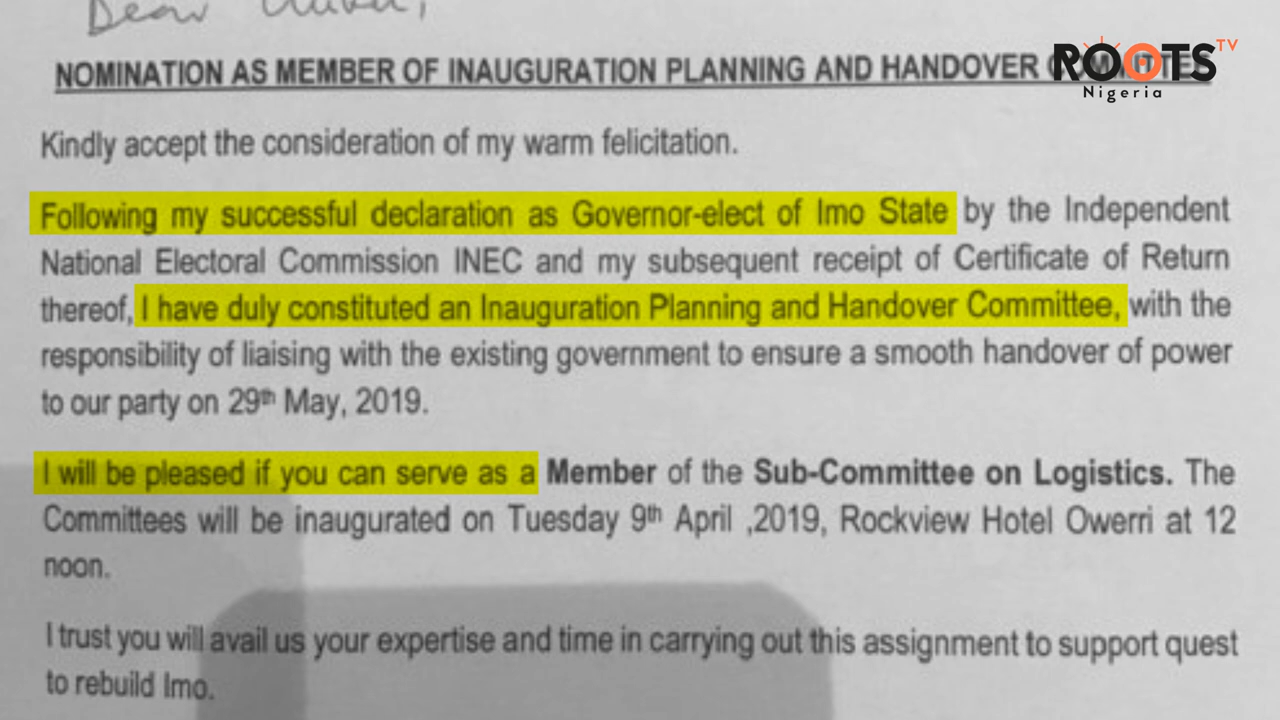 Dear
NOMINATION AS MEMBER OF INAUGURATION PLANNING AND HANDOVER
ROOTS TV
Nigeria
Kindly accept the consideration of my warm felicitation.
Following my successful declaration as Governor-elect of Imo State by the Independent
National Electoral Commission INEC and my subsequent receipt of Certificate of Return
thereof, I have duly constituted an Inauguration Planning and Handover Committee, with the
responsibility of liaising with the existing government to ensure a smooth handover of power
to our party on 29th May, 2019.
I will be pleased if you can serve as a Member of the Sub-Committee on Logistics. The
Committees will be inaugurated on Tuesday 9th April ,2019, Rockview Hotel Owerri at 12
noon.
I trust you will avail us your expertise and time in carrying out this assignment to support quest
to rebuild Imo.